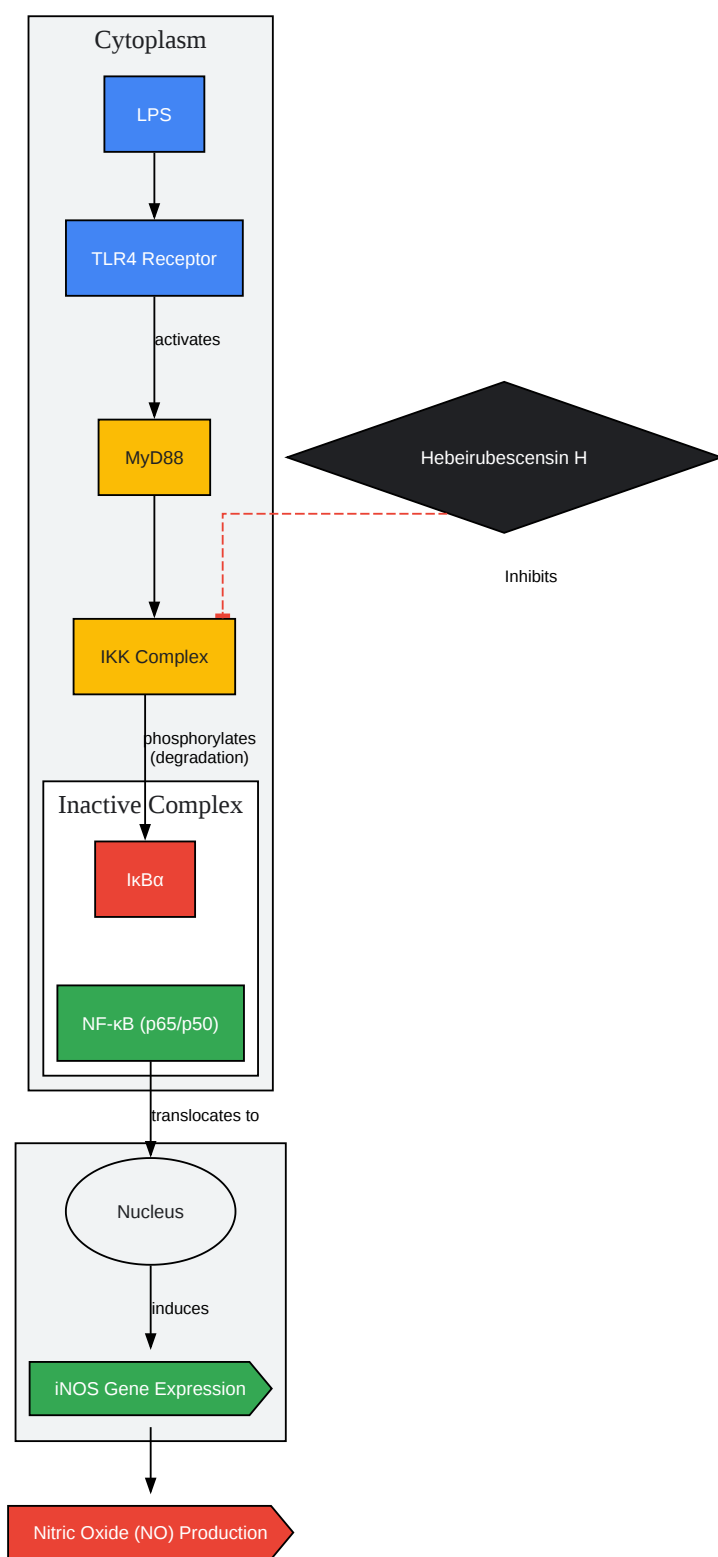 Cytoplasm
LPS
TLR4 Receptor
activates
MyD88
Hebeirubescensin H
Inhibits
IKK Complex
phosphorylates
(degradation)
Inactive Complex
IκBα
NF-κB (p65/p50)
translocates to
Nucleus
induces
iNOS Gene Expression
Nitric Oxide (NO) Production